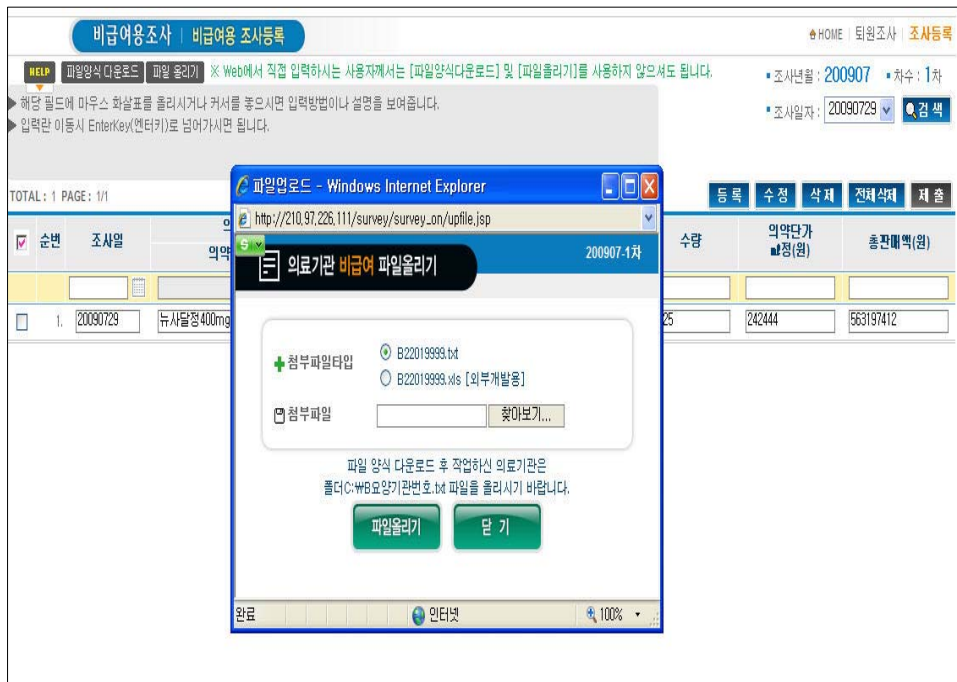 비급여용조사 | 비급여용 조사등록
HOME | 퇴원조사 | 조사등록
HELP 파일양식 다운로드 파일 올리기 ※ Web에서 직접 입력하시는 사용자께서는 [파일양식다운로드] 및 [파일올리기]를 사용하지 않으셔도 됩니다.
▪ 조사년월 : 200907 ▪ 차수 : 1차
▶ 해당 필드에 마우스 화살표를 올리시거나 커서를 놓으시면 입력방법이나 설명을 보여줍니다.
▪ 조사일자 : 20090729 검 색
▶ 입력란 이동시 EnterKey(엔터키)로 넘어가시면 됩니다.
TOTAL : 1 PAGE : 1/1
등 록 수 정 삭 제 전체삭제 제 출
순번 조사일 의약 수량 의약단가 ㎖정(원) 총판매액(원)
1. 20090729 뉴사달정400mg 25 242444 563197412
파일업로드 - Windows Internet Explorer
http://210.97.226.111/survey/survey_on/upfile.jsp
의료기관 비급여 파일올리기 200907-1차
첨부파일타입 B22019999.txt
B22019999.xls [외부개발용]
첨부파일 찾아보기...
파일 양식 다운로드 후 작업하신 의료기관은
폴더C:₩B요양기관번호.txt 파일을 올리시기 바랍니다.
파일올리기 닫 기
완료 인터넷 100%